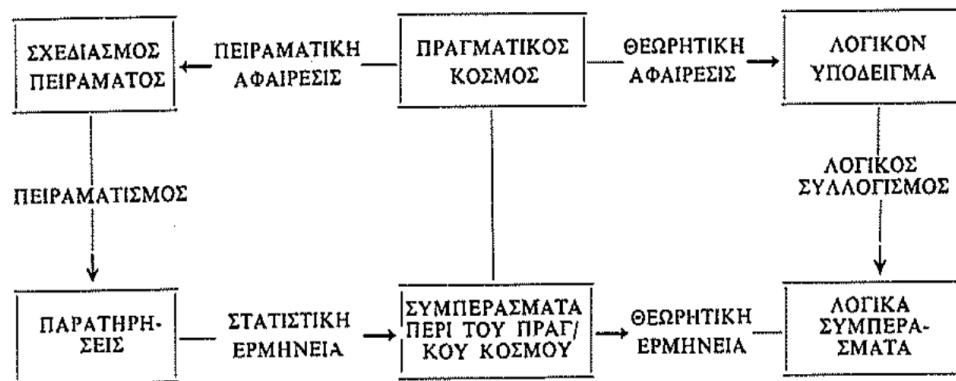 ΣΧΕΔΙΑΣΜΟΣ
ΠΕΙΡΑΜΑΤΟΣ
ΠΕΙΡΑΜΑΤΙΚΗ
ΑΦΑΙΡΕΣΙΣ
ΠΡΑΓΜΑΤΙΚΟΣ
ΚΟΣΜΟΣ
ΘΕΩΡΗΤΙΚΗ
ΑΦΑΙΡΕΣΙΣ
ΛΟΓΙΚΟΝ
ΥΠΟΔΕΙΓΜΑ
ΠΕΙΡΑΜΑΤΙΣΜΟΣ
ΛΟΓΙΚΟΣ
ΣΥΛΛΟΓΙΣΜΟΣ
ΠΑΡΑΤΗΡΗ-
ΣΕΙΣ
ΣΤΑΤΙΣΤΙΚΗ
ΕΡΜΗΝΕΙΑ
ΣΥΜΠΕΡΑΣΜΑΤΑ
ΠΕΡΙ ΤΟΥ ΠΡΑΓ/
ΚΟΥ ΚΟΣΜΟΥ
ΘΕΩΡΗΤΙΚΗ
ΕΡΜΗΝΕΙΑ
ΛΟΓΙΚΑ
ΣΥΜΠΕΡΑ-
ΣΜΑΤΑ